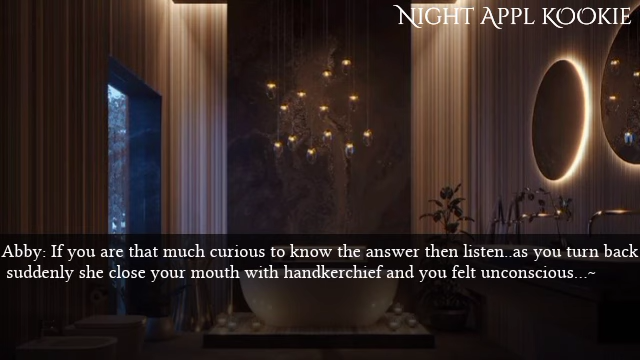 NIGHT APPL KOOKIE
Abby: If you are that much curious to know the answer then listen..as you turn back
suddenly she close your mouth with handkerchief and you felt unconscious...~